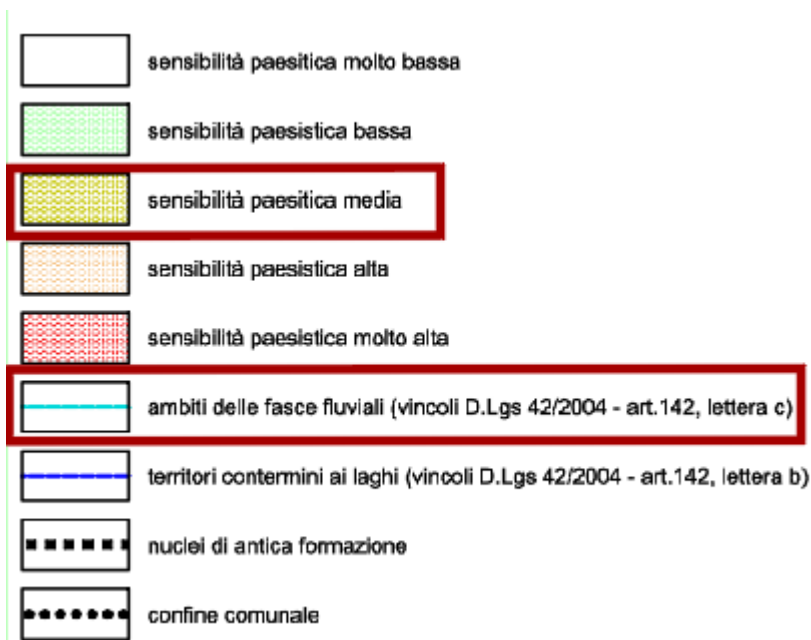 sensibilità paesitica molto bassa
sensibilità paesistica bassa
sensibilità paesitica media
sensibilità paesistica alta
sensibilità paesistica molto alta
ambiti delle fasce fluviali (vincoli D.Lgs 42/2004 - art.142, lettera c)
territori contermini ai laghi (vincoli D.Lgs 42/2004 - art.142, lettera b)
nuclei di antica formazione
confine comunale